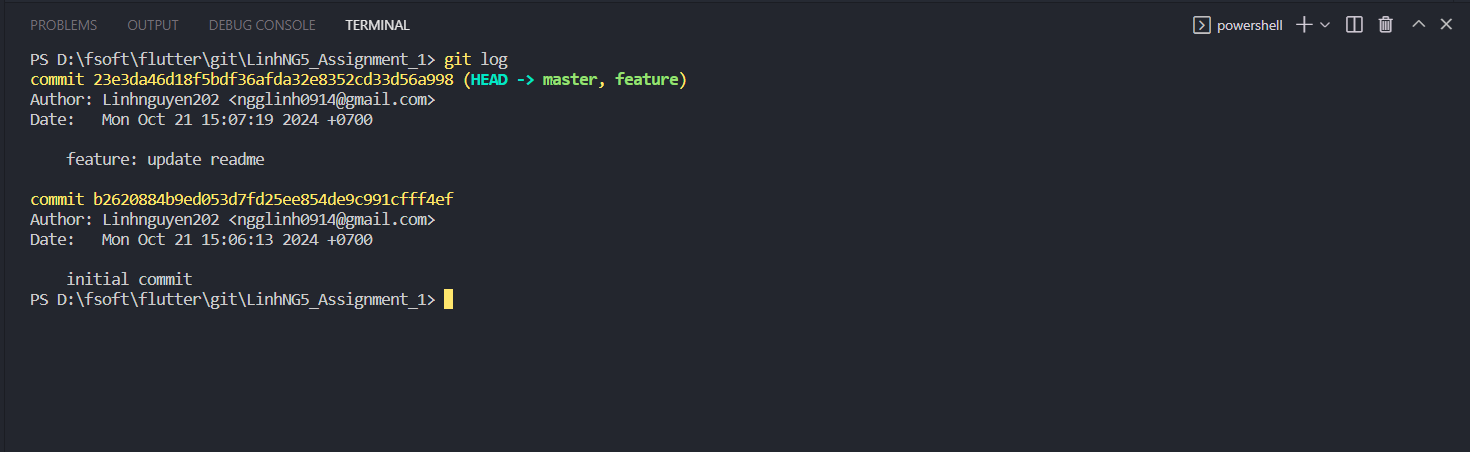 PROBLEMS OUTPUT DEBUG CONSOLE TERMINAL powershell
PS D:\fsoft\flutter\git\LinhNG5_Assignment_1> git log
commit 23e3da46d18f5bdf36afda32e8352cd33d56a998 (HEAD -> master, feature)
Author: Linhnguyen202 <ngglinh0914@gmail.com>
Date:   Mon Oct 21 15:07:19 2024 +0700
    feature: update readme
commit b2620884b9ed053d7fd25ee854de9c991cfff4ef
Author: Linhnguyen202 <ngglinh0914@gmail.com>
Date:   Mon Oct 21 15:06:13 2024 +0700
    initial commit
PS D:\fsoft\flutter\git\LinhNG5_Assignment_1>